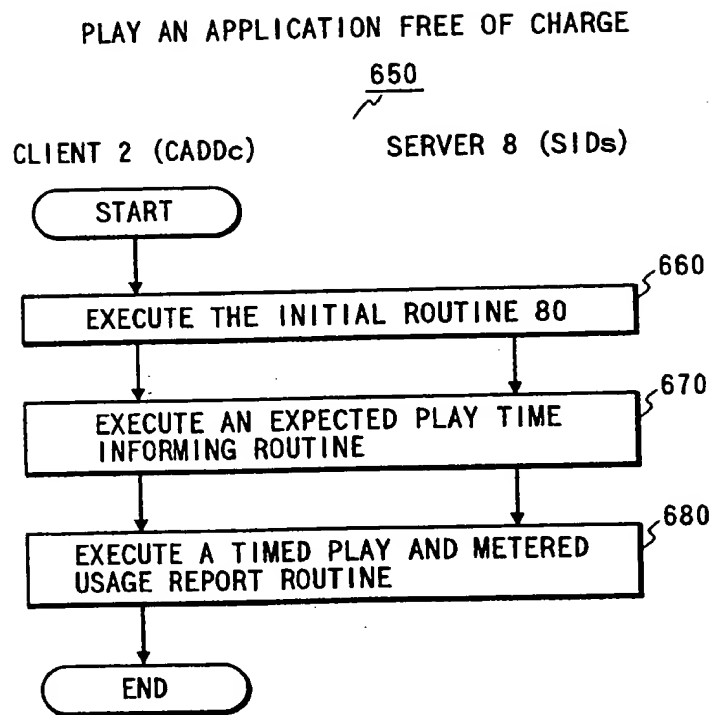 PLAY AN APPLICATION FREE OF CHARGE
650
CLIENT 2 (CADDc)
SERVER 8 (SIDs)
START
660
EXECUTE THE INITIAL ROUTINE 80
670
EXECUTE AN EXPECTED PLAY TIME
INFORMING ROUTINE
680
EXECUTE A TIMED PLAY AND METERED
USAGE REPORT ROUTINE
END